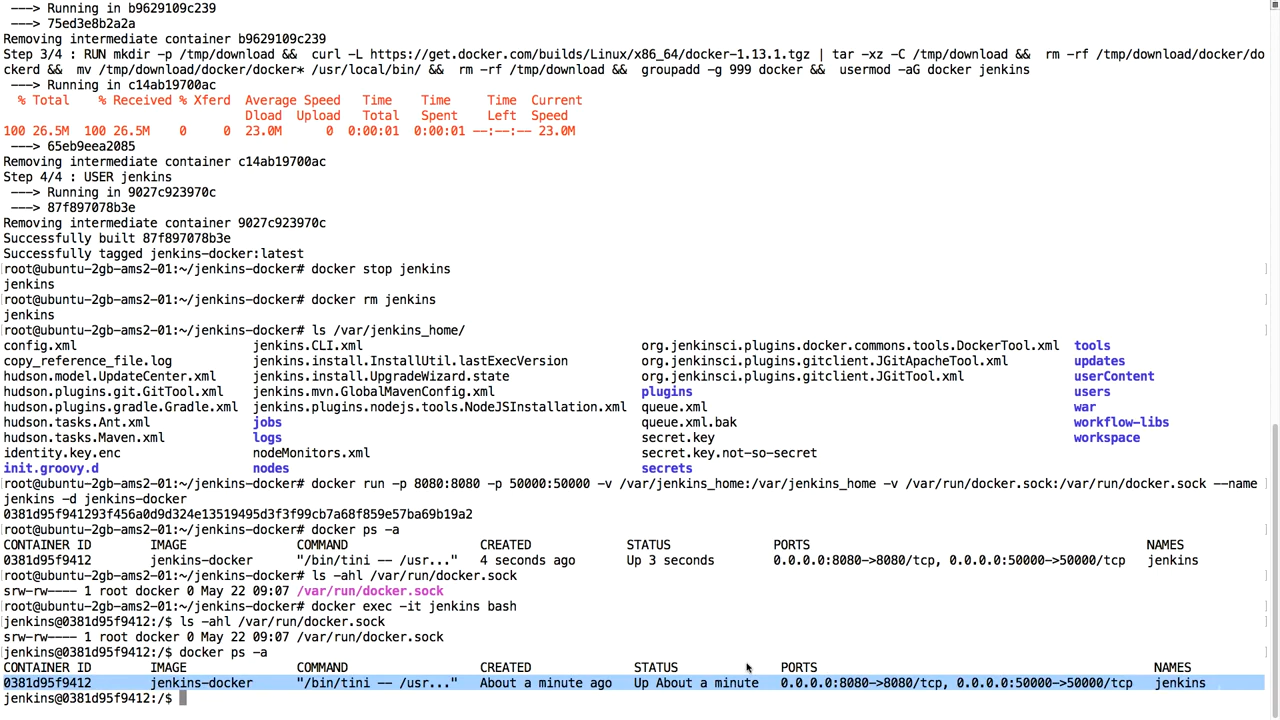 ---> Running in b9629109c239
---> 75ed3e8b2a2a
Removing intermediate container b9629109c239
Step 3/4 : RUN mkdir -p /tmp/download &&  curl -L https://get.docker.com/builds/Linux/x86_64/docker-1.13.1.tgz | tar -xz -C /tmp/download &&  rm -rf /tmp/download/docker/do
ckerd &&  mv /tmp/download/docker/docker* /usr/local/bin/ &&  rm -rf /tmp/download &&  groupadd -g 999 docker &&  usermod -aG docker jenkins
---> Running in c14ab19700ac
% Total    % Received % Xferd  Average Speed   Time    Time     Time  Current
Dload  Upload   Total   Spent    Left  Speed
100 26.5M  100 26.5M    0     0  23.0M      0  0:00:01  0:00:01 --:--:-- 23.0M
---> 65eb9eea2085
Removing intermediate container c14ab19700ac
Step 4/4 : USER jenkins
---> Running in 9027c923970c
---> 87f897078b3e
Removing intermediate container 9027c923970c
Successfully built 87f897078b3e
Successfully tagged jenkins-docker:latest
root@ubuntu-2gb-ams2-01:~/jenkins-docker# docker stop jenkins
jenkins
root@ubuntu-2gb-ams2-01:~/jenkins-docker# docker rm jenkins
jenkins
root@ubuntu-2gb-ams2-01:~/jenkins-docker# ls /var/jenkins_home/
config.xml jenkins.CLI.xml org.jenkinsci.plugins.docker.commons.tools.DockerTool.xml tools
copy_reference_file.log jenkins.install.InstallUtil.lastExecVersion org.jenkinsci.plugins.gitclient.JGitApacheTool.xml updates
hudson.model.UpdateCenter.xml jenkins.install.UpgradeWizard.state org.jenkinsci.plugins.gitclient.JGitTool.xml userContent
hudson.plugins.git.GitTool.xml jenkins.mvn.GlobalMavenConfig.xml plugins users
hudson.plugins.gradle.Gradle.xml jenkins.plugins.nodejs.tools.NodeJSInstallation.xml queue.xml war
hudson.tasks.Ant.xml jobs queue.xml.bak workflow-libs
hudson.tasks.Maven.xml logs secret.key workspace
identity.key.enc nodeMonitors.xml secret.key.not-so-secret
init.groovy.d nodes secrets
root@ubuntu-2gb-ams2-01:~/jenkins-docker# docker run -p 8080:8080 -p 50000:50000 -v /var/jenkins_home:/var/jenkins_home -v /var/run/docker.sock:/var/run/docker.sock --name
jenkins -d jenkins-docker
0381d95f941293f456a0d9d324e13519495d3f3f99cb7a68f859e57ba69b19a2
root@ubuntu-2gb-ams2-01:~/jenkins-docker# docker ps -a
CONTAINER ID IMAGE COMMAND CREATED STATUS PORTS NAMES
0381d95f9412 jenkins-docker "/bin/tini -- /usr..." 4 seconds ago Up 3 seconds 0.0.0.0:8080->8080/tcp, 0.0.0.0:50000->50000/tcp jenkins
root@ubuntu-2gb-ams2-01:~/jenkins-docker# ls -ahl /var/run/docker.sock
srw-rw---- 1 root docker 0 May 22 09:07 /var/run/docker.sock
root@ubuntu-2gb-ams2-01:~/jenkins-docker# docker exec -it jenkins bash
jenkins@0381d95f9412:/$ ls -ahl /var/run/docker.sock
srw-rw---- 1 root docker 0 May 22 09:07 /var/run/docker.sock
jenkins@0381d95f9412:/$ docker ps -a
CONTAINER ID IMAGE COMMAND CREATED STATUS PORTS NAMES
0381d95f9412 jenkins-docker "/bin/tini -- /usr..." About a minute ago Up About a minute 0.0.0.0:8080->8080/tcp, 0.0.0.0:50000->50000/tcp jenkins
jenkins@0381d95f9412:/$